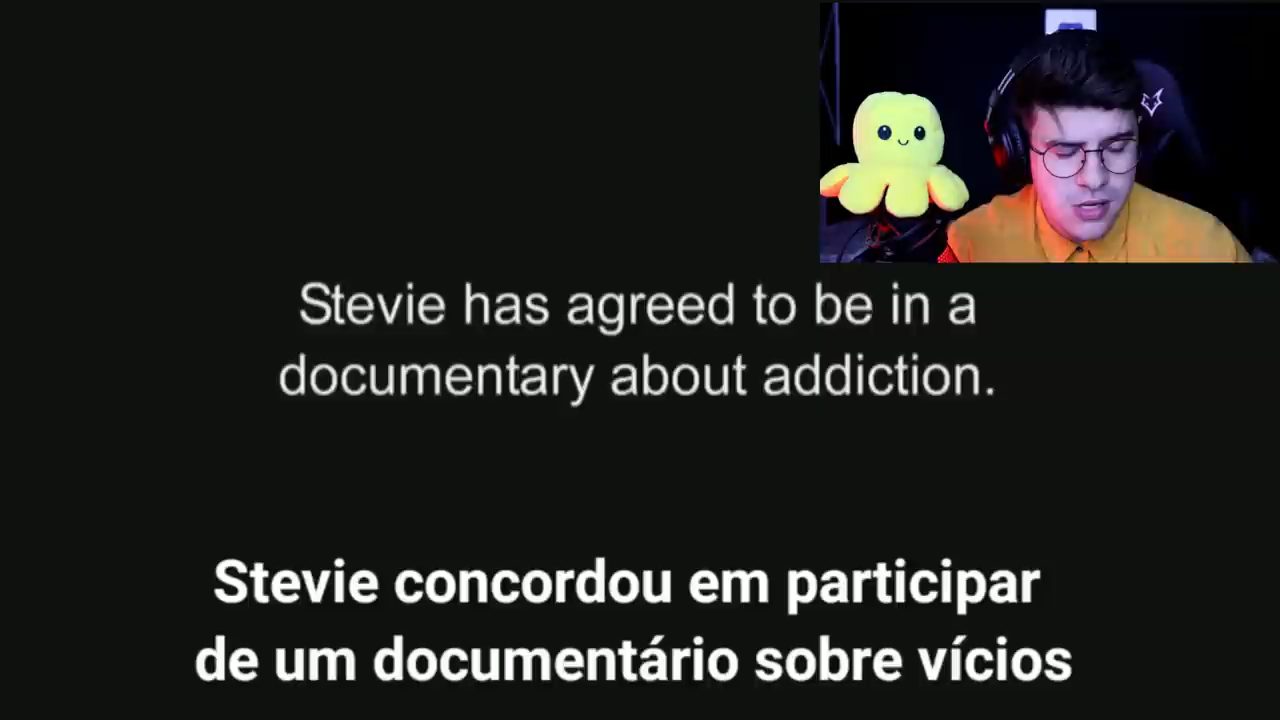 Stevie has agreed to be in a
documentary about addiction.
Stevie concordou em participar
de um documentário sobre vícios